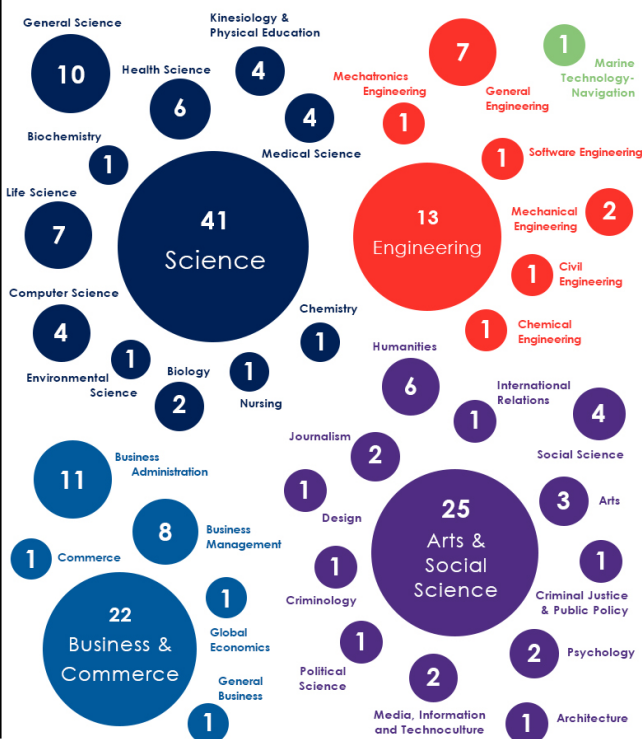 General Science
10
Health Science
6
Kinesiology &
Physical Education
4
4
Medical Science
Biochemistry
1
Life Science
7
41
Science
Computer Science
4
1
Environmental
Science
Biology
2
1
Nursing
Chemistry
1
7
General
Engineering
Mechatronics
Engineering
1
1
Marine
Technology-
Navigation
1
Software Engineering
13
Engineering
Mechanical
Engineering
2
1
Civil
Engineering
1
Chemical
Engineering
Humanities
6
International
Relations
1
4
Social Science
Journalism
2
1
Design
25
Arts &
Social
Science
3
Arts
1
Criminology
1
Criminal Justice
& Public Policy
1
Political
Science
2
Psychology
2
Media, Information
and Technoculture
1
Architecture
11
Business
Administration
8
Business
Management
1
Commerce
22
Business &
Commerce
1
Global
Economics
General
Business
1